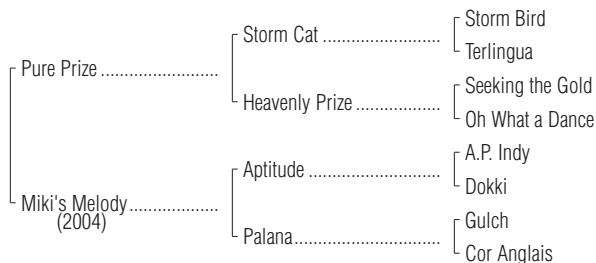 Storm Bird
Storm Cat ........................
Terlingua
Pure Prize ........................
Seeking the Gold
Heavenly Prize .................
Oh What a Dance
A.P. Indy
Aptitude ...........................
Dokki
Miki's Melody..................
(2004)
Gulch
Palana..............................
Cor Anglais